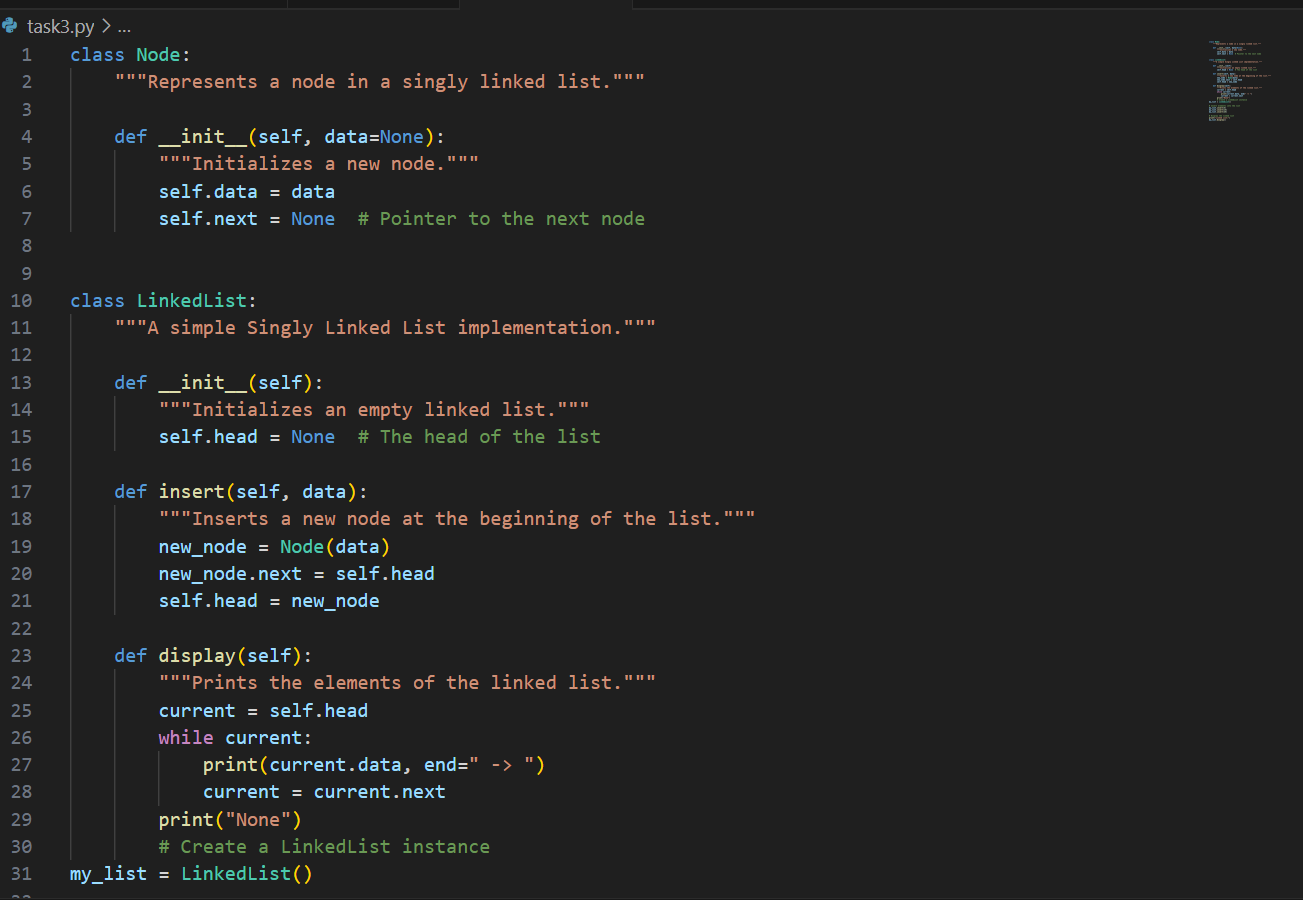 task3.py > ...
1 class Node:
2     """Represents a node in a singly linked list."""
3
4     def __init__(self, data=None):
5         """Initializes a new node."""
6         self.data = data
7         self.next = None  # Pointer to the next node
8
9
10 class LinkedList:
11     """A simple Singly Linked List implementation."""
12
13     def __init__(self):
14         """Initializes an empty linked list."""
15         self.head = None  # The head of the list
16
17     def insert(self, data):
18         """Inserts a new node at the beginning of the list."""
19         new_node = Node(data)
20         new_node.next = self.head
21         self.head = new_node
22
23     def display(self):
24         """Prints the elements of the linked list."""
25         current = self.head
26         while current:
27             print(current.data, end=" -> ")
28             current = current.next
29         print("None")
30         # Create a LinkedList instance
31 my_list = LinkedList()